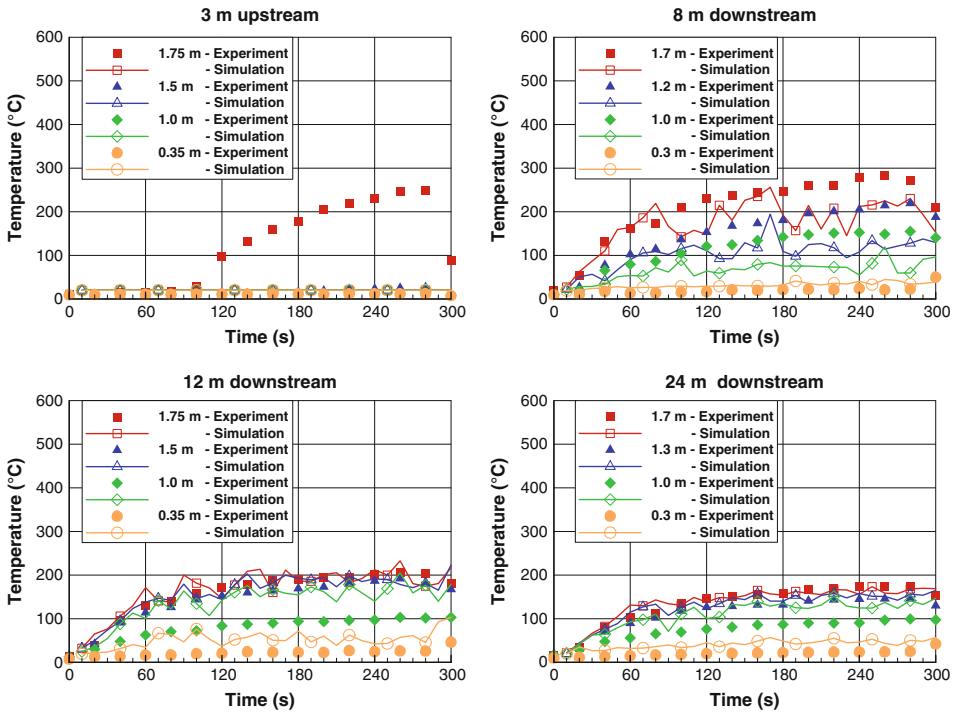 3 m upstream
600
500
400
300
200
100
0
Temperature (°C)
1.75 m - Experiment
- Simulation
1.5 m - Experiment
- Simulation
1.0 m - Experiment
- Simulation
0.35 m - Experiment
- Simulation
0 60 120 180 240 300
Time (s)
8 m downstream
600
500
400
300
200
100
0
Temperature (°C)
1.7 m - Experiment
- Simulation
1.2 m - Experiment
- Simulation
1.0 m - Experiment
- Simulation
0.3 m - Experiment
- Simulation
0 60 120 180 240 300
Time (s)
12 m downstream
600
500
400
300
200
100
0
Temperature (°C)
1.75 m - Experiment
- Simulation
1.5 m - Experiment
- Simulation
1.0 m - Experiment
- Simulation
0.35 m - Experiment
- Simulation
0 60 120 180 240 300
Time (s)
24 m downstream
600
500
400
300
200
100
0
Temperature (°C)
1.7 m - Experiment
- Simulation
1.3 m - Experiment
- Simulation
1.0 m - Experiment
- Simulation
0.3 m - Experiment
- Simulation
0 60 120 180 240 300
Time (s)